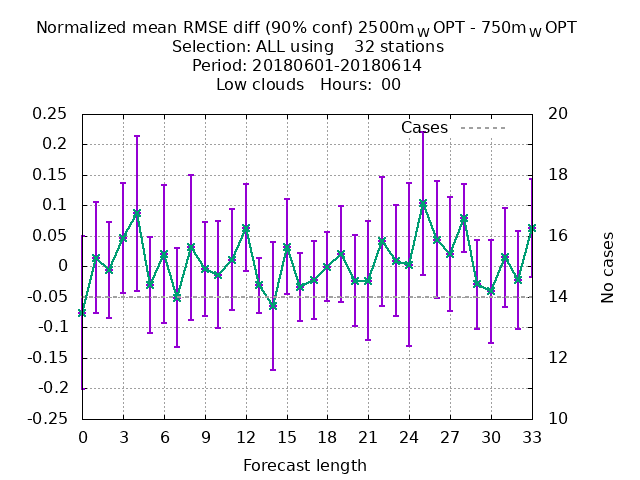 Normalized mean RMSE diff (90% conf) 2500m_W OPT - 750m_W OPT
Selection: ALL using    32 stations
Period: 20180601-20180614
Low clouds   Hours:  00
Cases
0.25
0.2
0.15
0.1
0.05
0
-0.05
-0.1
-0.15
-0.2
-0.25
20
18
16
14
12
10
No cases
0 3 6 9 12 15 18 21 24 27 30 33
Forecast length